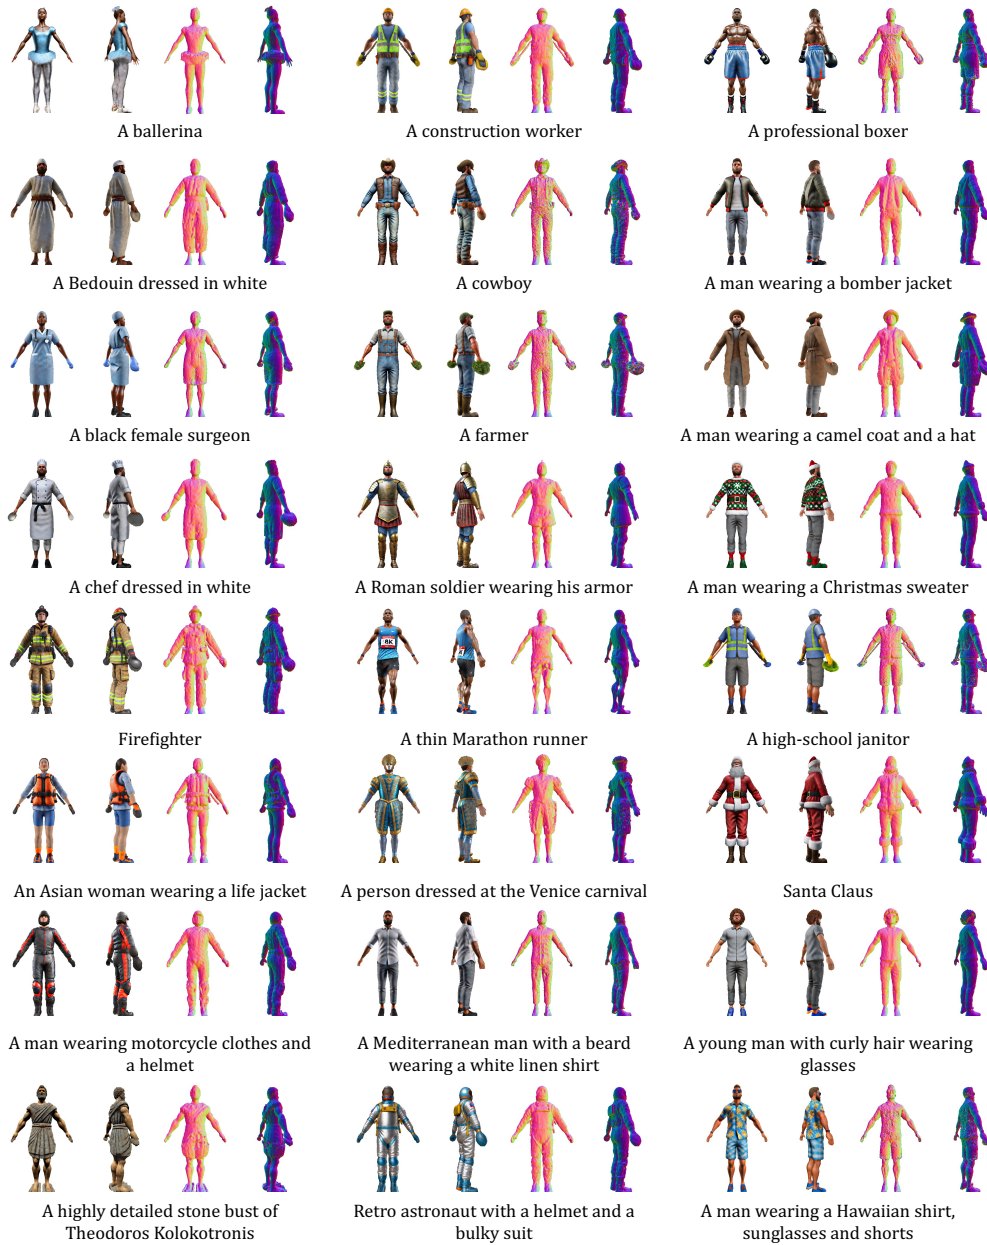 A ballerina
A construction worker
A professional boxer
A Bedouin dressed in white
A cowboy
A man wearing a bomber jacket
A black female surgeon
A farmer
A man wearing a camel coat and a hat
A chef dressed in white
A Roman soldier wearing his armor
A man wearing a Christmas sweater
8K
Firefighter
A thin Marathon runner
A high-school janitor
An Asian woman wearing a life jacket
A person dressed at the Venice carnival
Santa Claus
A man wearing motorcycle clothes and
a helmet
A Mediterranean man with a beard
wearing a white linen shirt
A young man with curly hair wearing
glasses
A highly detailed stone bust of
Theodoros Kolokotronis
Retro astronaut with a helmet and a
bulky suit
A man wearing a Hawaiian shirt,
sunglasses and shorts